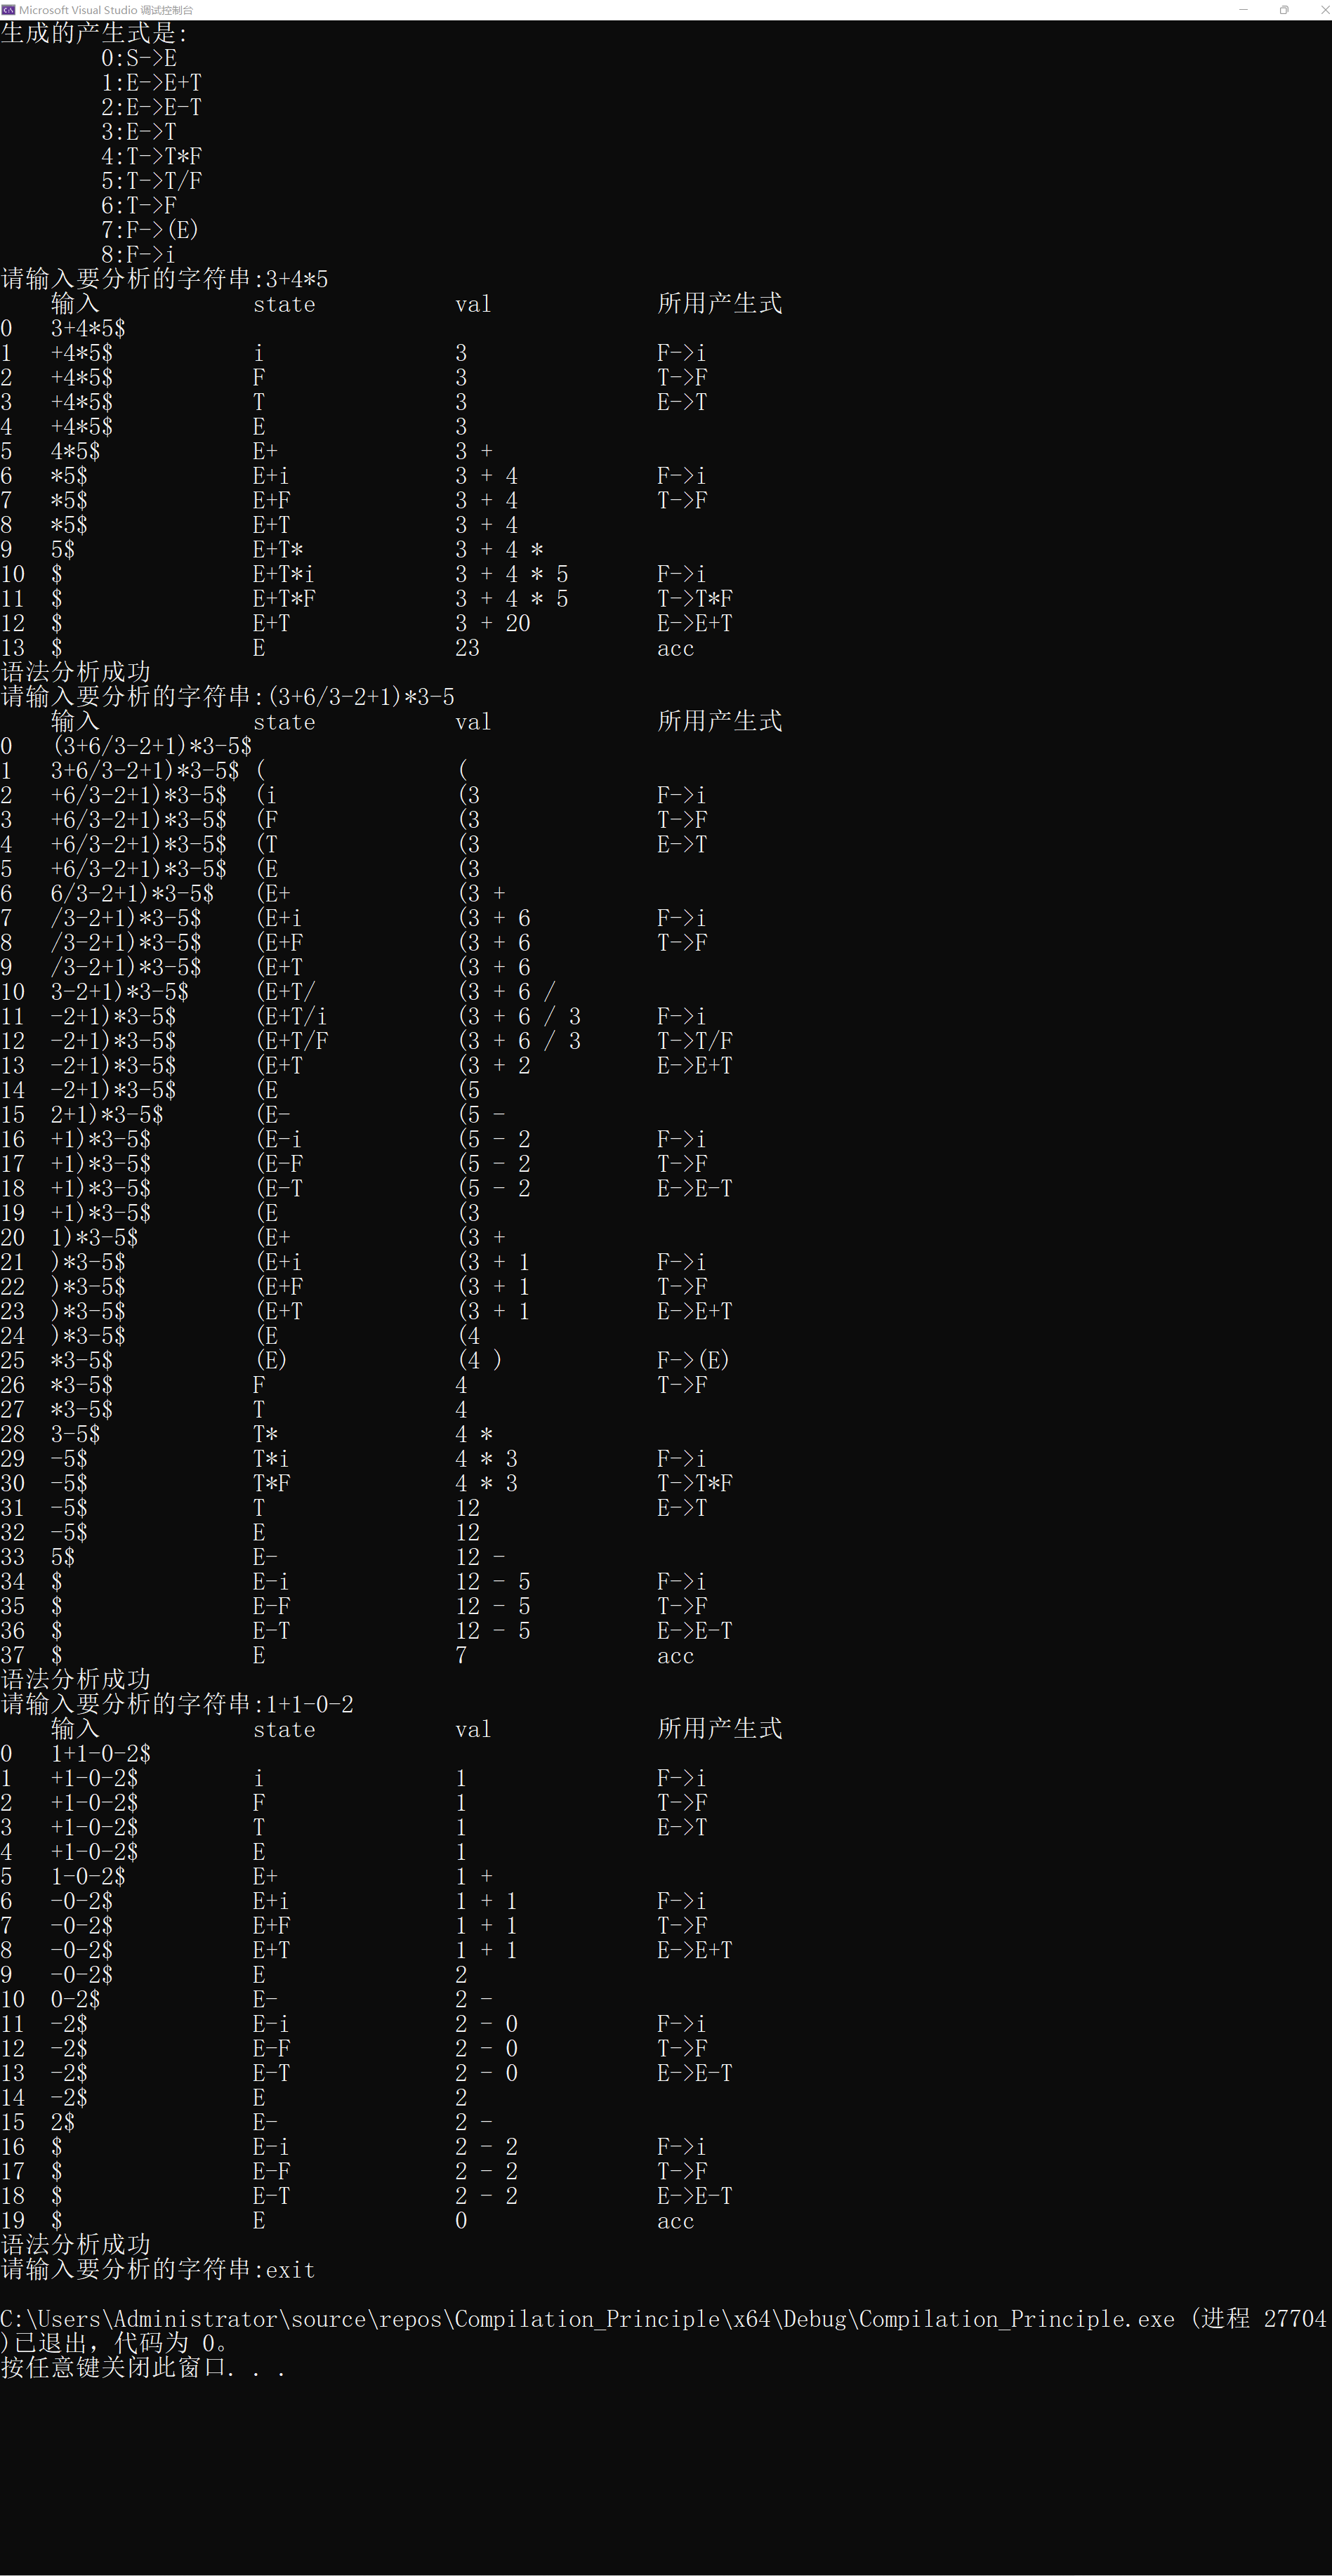 Microsoft Visual Studio 调试控制台
生成的产生式是:
0:S->E
1:E->E+T
2:E->E-T
3:E->T
4:T->T*F
5:T->T/F
6:T->F
7:F->(E)
8:F->i
请输入要分析的字符串:3+4*5
输入 state val 所用产生式
0 3+4*5$
1 +4*5$ i 3 F->i
2 +4*5$ F 3 T->F
3 +4*5$ T 3 E->T
4 +4*5$ E 3
5 4*5$ E+ 3 +
6 *5$ E+i 3 + 4 F->i
7 *5$ E+F 3 + 4 T->F
8 *5$ E+T 3 + 4
9 5$ E+T* 3 + 4 *
10 $ E+T*i 3 + 4 * 5 F->i
11 $ E+T*F 3 + 4 * 5 T->T*F
12 $ E+T 3 + 20 E->E+T
13 $ E 23 acc
语法分析成功
请输入要分析的字符串:(3+6/3-2+1)*3-5
输入 state val 所用产生式
0 (3+6/3-2+1)*3-5$
1 3+6/3-2+1)*3-5$ ( (
2 +6/3-2+1)*3-5$ (i (3 F->i
3 +6/3-2+1)*3-5$ (F (3 T->F
4 +6/3-2+1)*3-5$ (T (3 E->T
5 +6/3-2+1)*3-5$ (E (3
6 6/3-2+1)*3-5$ (E+ (3 +
7 /3-2+1)*3-5$ (E+i (3 + 6 F->i
8 /3-2+1)*3-5$ (E+F (3 + 6 T->F
9 /3-2+1)*3-5$ (E+T (3 + 6
10 3-2+1)*3-5$ (E+T/ (3 + 6 /
11 -2+1)*3-5$ (E+T/i (3 + 6 / 3 F->i
12 -2+1)*3-5$ (E+T/F (3 + 6 / 3 T->T/F
13 -2+1)*3-5$ (E+T (3 + 2 E->E+T
14 -2+1)*3-5$ (E (5
15 2+1)*3-5$ (E- (5 -
16 +1)*3-5$ (E-i (5 - 2 F->i
17 +1)*3-5$ (E-F (5 - 2 T->F
18 +1)*3-5$ (E-T (5 - 2 E->E-T
19 +1)*3-5$ (E (3
20 1)*3-5$ (E+ (3 +
21 )*3-5$ (E+i (3 + 1 F->i
22 )*3-5$ (E+F (3 + 1 T->F
23 )*3-5$ (E+T (3 + 1 E->E+T
24 )*3-5$ (E (4
25 *3-5$ (E) (4 ) F->(E)
26 *3-5$ F 4 T->F
27 *3-5$ T 4
28 3-5$ T* 4 *
29 -5$ T*i 4 * 3 F->i
30 -5$ T*F 4 * 3 T->T*F
31 -5$ T 12 E->T
32 -5$ E 12
33 5$ E- 12 -
34 $ E-i 12 - 5 F->i
35 $ E-F 12 - 5 T->F
36 $ E-T 12 - 5 E->E-T
37 $ E 7 acc
语法分析成功
请输入要分析的字符串:1+1-0-2
输入 state val 所用产生式
0 1+1-0-2$
1 +1-0-2$ i 1 F->i
2 +1-0-2$ F 1 T->F
3 +1-0-2$ T 1 E->T
4 +1-0-2$ E 1
5 1-0-2$ E+ 1 +
6 -0-2$ E+i 1 + 1 F->i
7 -0-2$ E+F 1 + 1 T->F
8 -0-2$ E+T 1 + 1 E->E+T
9 -0-2$ E 2
10 0-2$ E- 2 -
11 -2$ E-i 2 - 0 F->i
12 -2$ E-F 2 - 0 T->F
13 -2$ E-T 2 - 0 E->E-T
14 -2$ E 2
15 2$ E- 2 -
16 $ E-i 2 - 2 F->i
17 $ E-F 2 - 2 T->F
18 $ E-T 2 - 2 E->E-T
19 $ E 0 acc
语法分析成功
请输入要分析的字符串:exit
C:\Users\Administrator\source\repos\Compilation_Principle\x64\Debug\Compilation_Principle.exe (进程 27704
)已退出，代码为 0。
按任意键关闭此窗口. . .